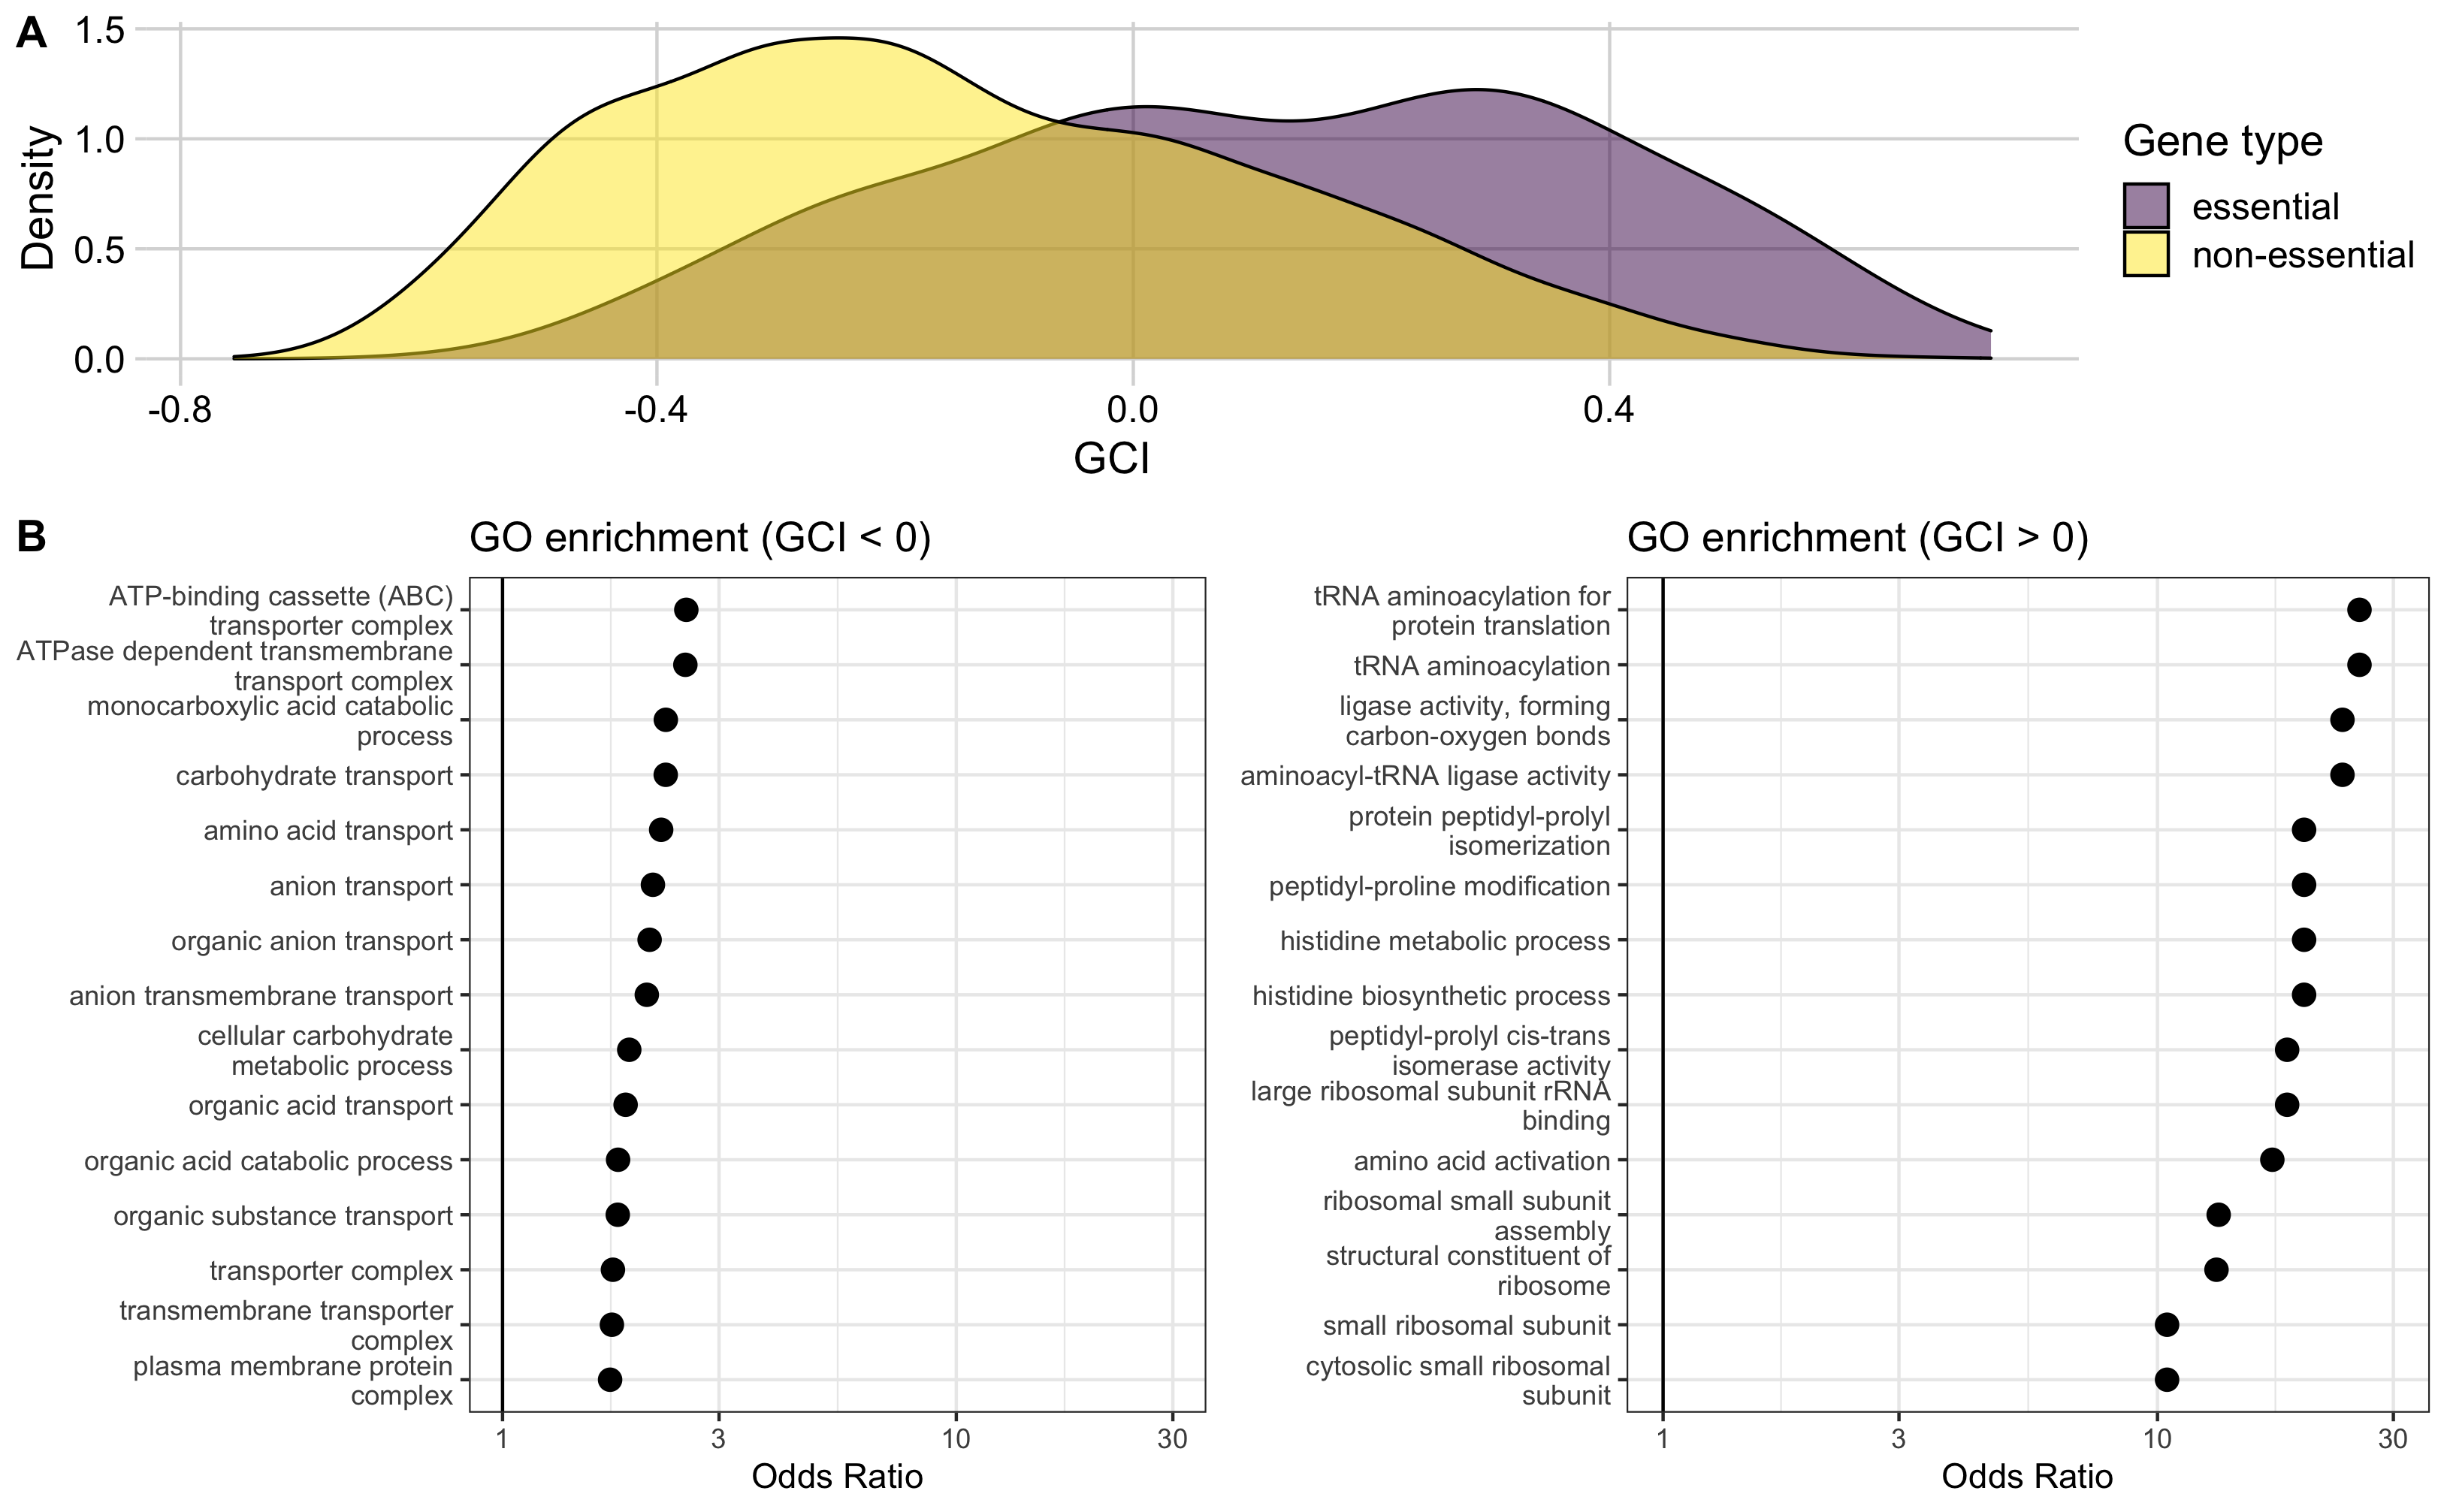 A
1.5
1.0
0.5
0.0
Density
-0.8
-0.4
0.0
0.4
GCI
Gene type
essential
non-essential
B
GO enrichment (GCI < 0)
ATP-binding cassette (ABC)
transporter complex
ATPase dependent transmembrane
transport complex
monocarboxylic acid catabolic
process
carbohydrate transport
amino acid transport
anion transport
organic anion transport
anion transmembrane transport
cellular carbohydrate
metabolic process
organic acid transport
organic acid catabolic process
organic substance transport
transporter complex
transmembrane transporter
complex
plasma membrane protein
complex
1
3
10
30
Odds Ratio
GO enrichment (GCI > 0)
tRNA aminoacylation for
protein translation
tRNA aminoacylation
ligase activity, forming
carbon-oxygen bonds
aminoacyl-tRNA ligase activity
protein peptidyl-prolyl
isomerization
peptidyl-proline modification
histidine metabolic process
histidine biosynthetic process
peptidyl-prolyl cis-trans
isomerase activity
large ribosomal subunit rRNA
binding
amino acid activation
ribosomal small subunit
assembly
structural constituent of
ribosome
small ribosomal subunit
cytosolic small ribosomal
subunit
1
3
10
30
Odds Ratio